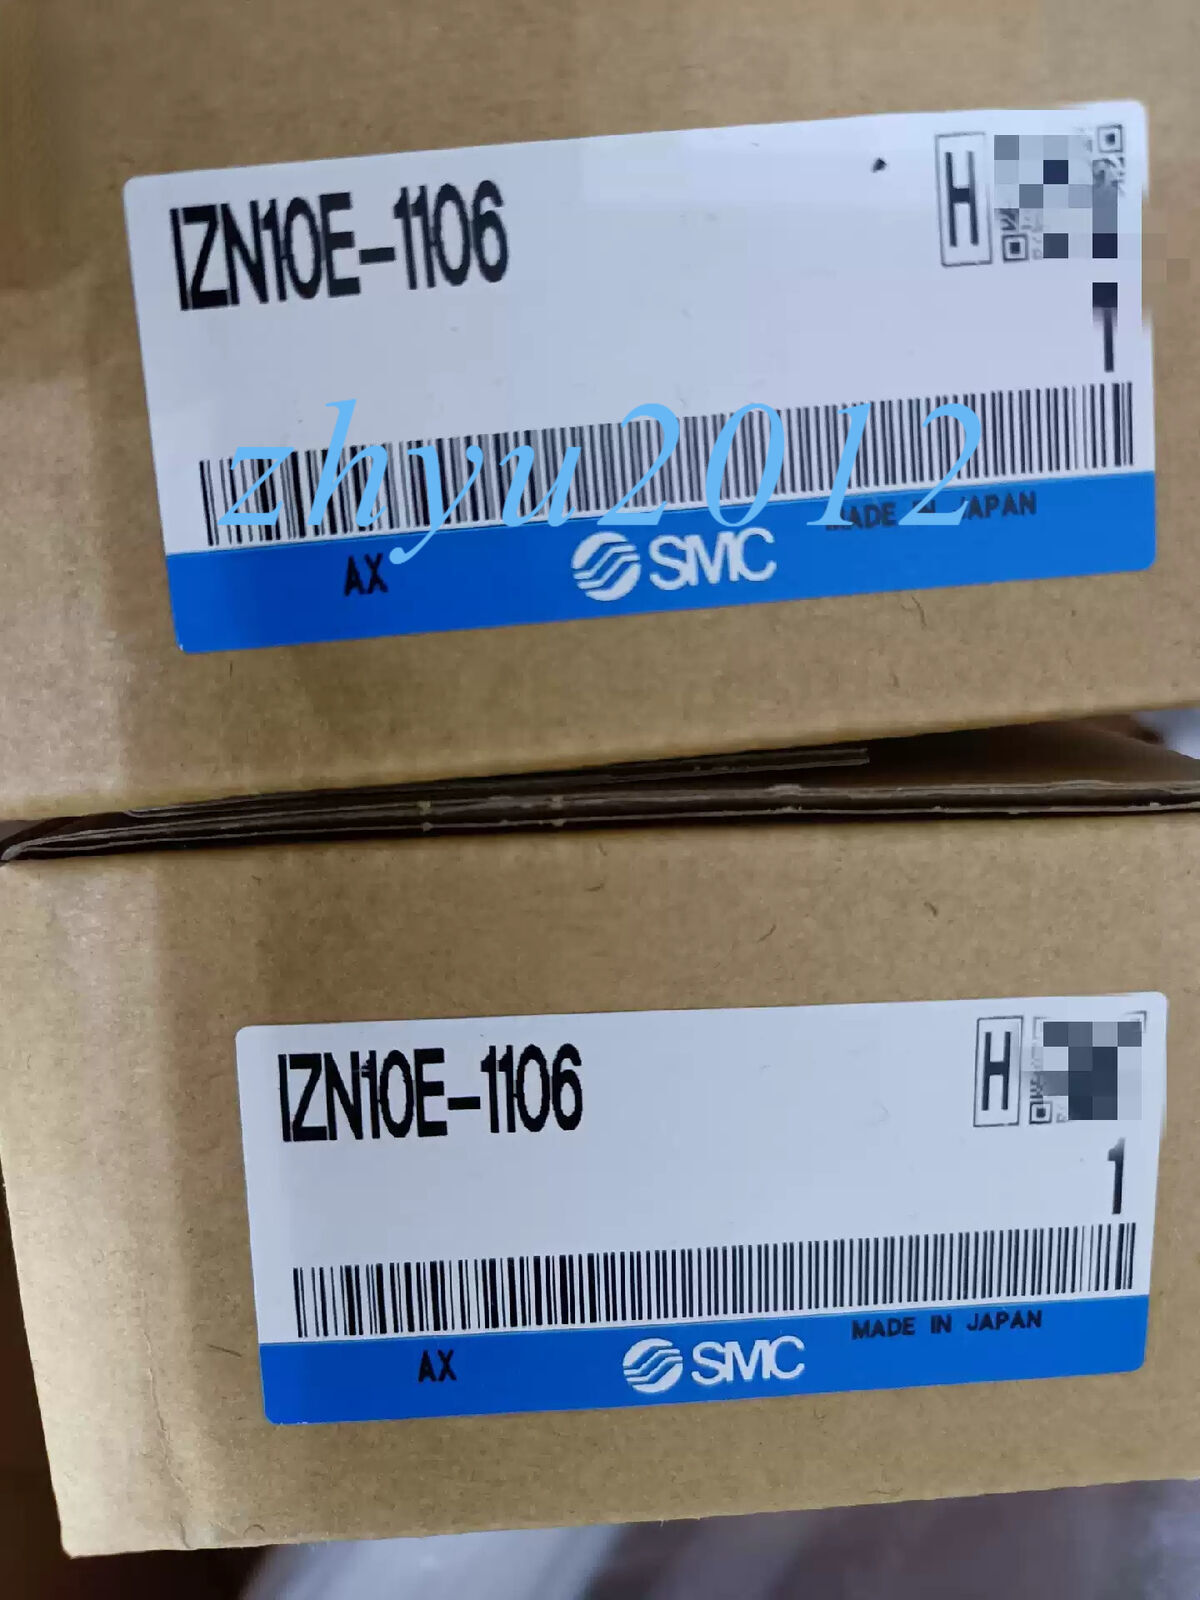 IZN10E-1106
H
1
zhyu2012
MADE IN JAPAN
AX
SMC
IZN10E-1106
H
1
MADE IN JAPAN
AX
SMC